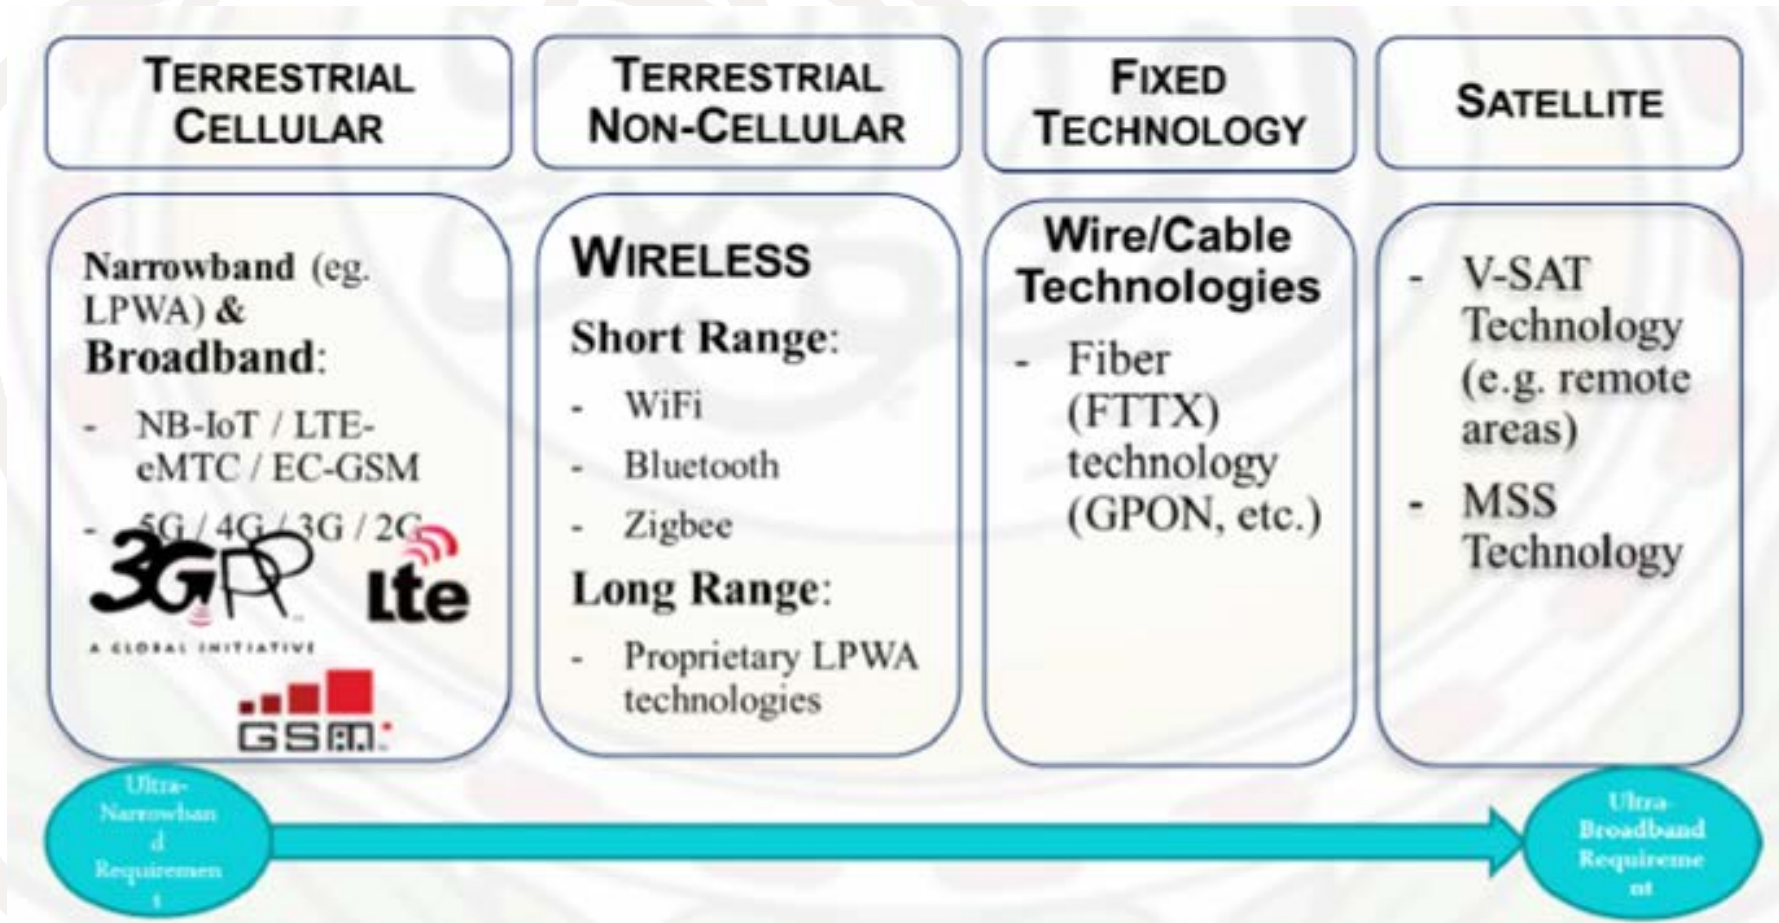 TERRESTRIAL
CELLULAR
TERRESTRIAL
NON-CELLULAR
FIXED
TECHNOLOGY
SATELLITE
Narrowband (eg.
LPWA) &
Broadband:
- NB-IoT / LTE-
eMTC / EC-GSM
- 5G / 4G / 3G / 2G
3GPP
A GLOBAL INITIATIVE
Lte
GSM
WIRELESS
Short Range:
- WiFi
- Bluetooth
- Zigbee
Long Range:
- Proprietary LPWA
technologies
Wire/Cable
Technologies
- Fiber
(FTTX)
technology
(GPON, etc.)
- V-SAT
Technology
(e.g. remote
areas)
- MSS
Technology
Ultra-
Narrowban
d
Requiremen
t
Ultra-
Broadband
Requireme
nt